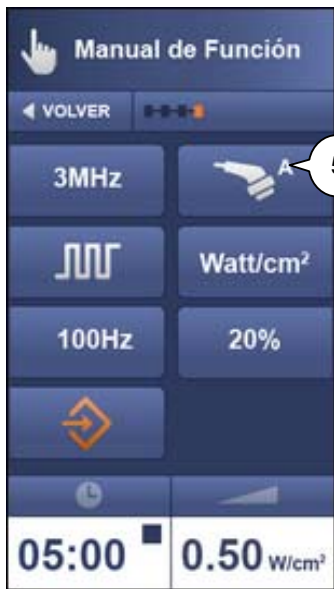 Manual de Función
VOLVER
3MHz
A
5
Watt/cm²
100Hz
20%
05:00
0.50 W/cm²